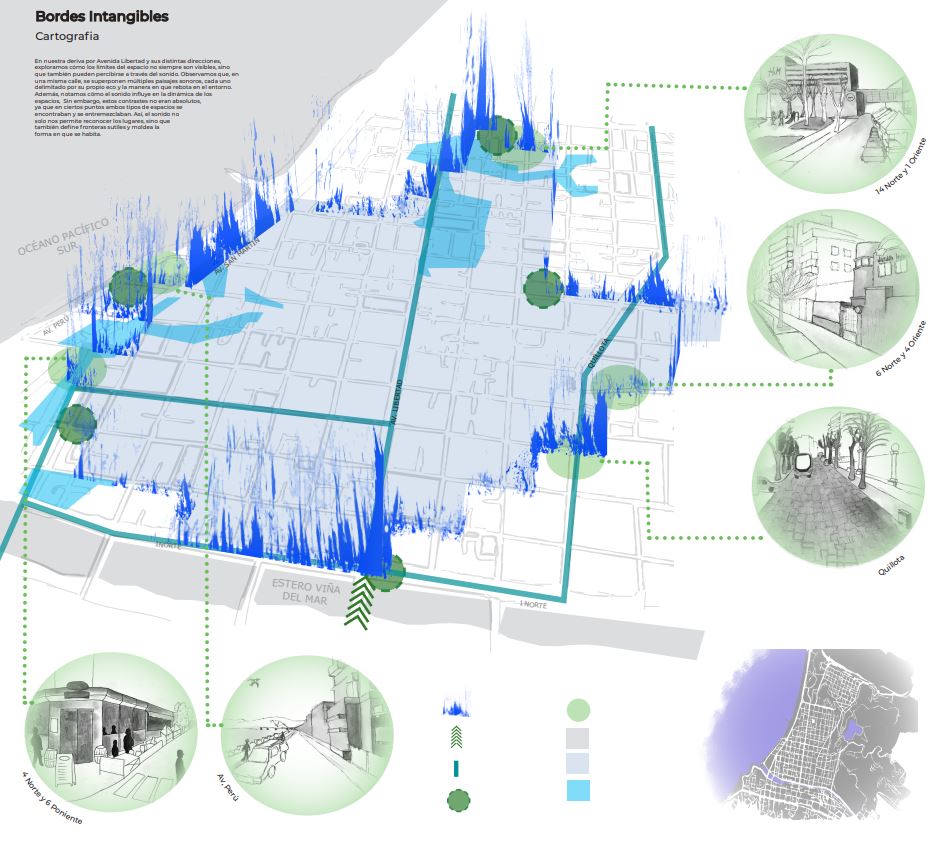 Bordes Intangibles
Cartografia
En nuestra deriva por Avenida Libertad y sus distintas direcciones,
exploramos cómo los límites del espacio no siempre son visibles, sino
que también pueden percibirse a través del sonido. Observamos que, en
una misma calle, se superponen múltiples paisajes sonoros, cada uno
delimitado por su propio eco y la manera en que rebota en el entorno.
Además, notamos cómo el sonido influye en la dinámica de los
espacios, Sin embargo, estos contrastes no eran absolutos,
ya que en ciertos puntos ambos tipos de espacios se
encontraban y se entremezclaban. Así, el sonido no
solo nos permite reconocer los lugares, sino que
también define fronteras sutiles y moldea la
forma en que se habita.
14 Norte y 1 Oriente
OCÉANO PACÍFICO
SUR
AV. SAN MARTIN
AV. PERÚ
6 Norte y 4 Oriente
QUILLOTA
AV. LIBERTAD
Quillota
1 NORTE
ESTERO VIÑA
DEL MAR
1 NORTE
4 Norte y 6 Poniente
Av, Perú